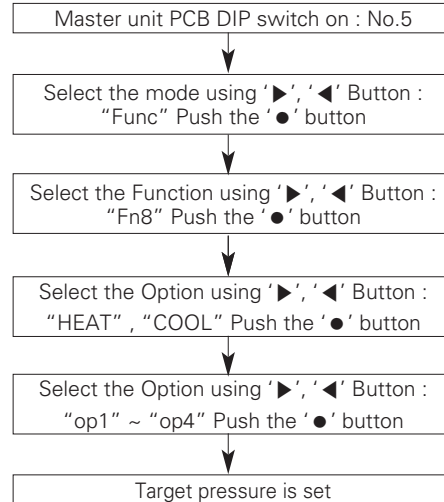 Master unit PCB DIP switch on : No.5
Select the mode using ‘▶’, ‘◀’ Button :
“Func” Push the ‘●’ button
Select the Function using ‘▶’, ‘◀’ Button :
“Fn8” Push the ‘●’ button
Select the Option using ‘▶’, ‘◀’ Button :
“HEAT” , “COOL” Push the ‘●’ button
Select the Option using ‘▶’, ‘◀’ Button :
“op1” ~ “op4” Push the ‘●’ button
Target pressure is set